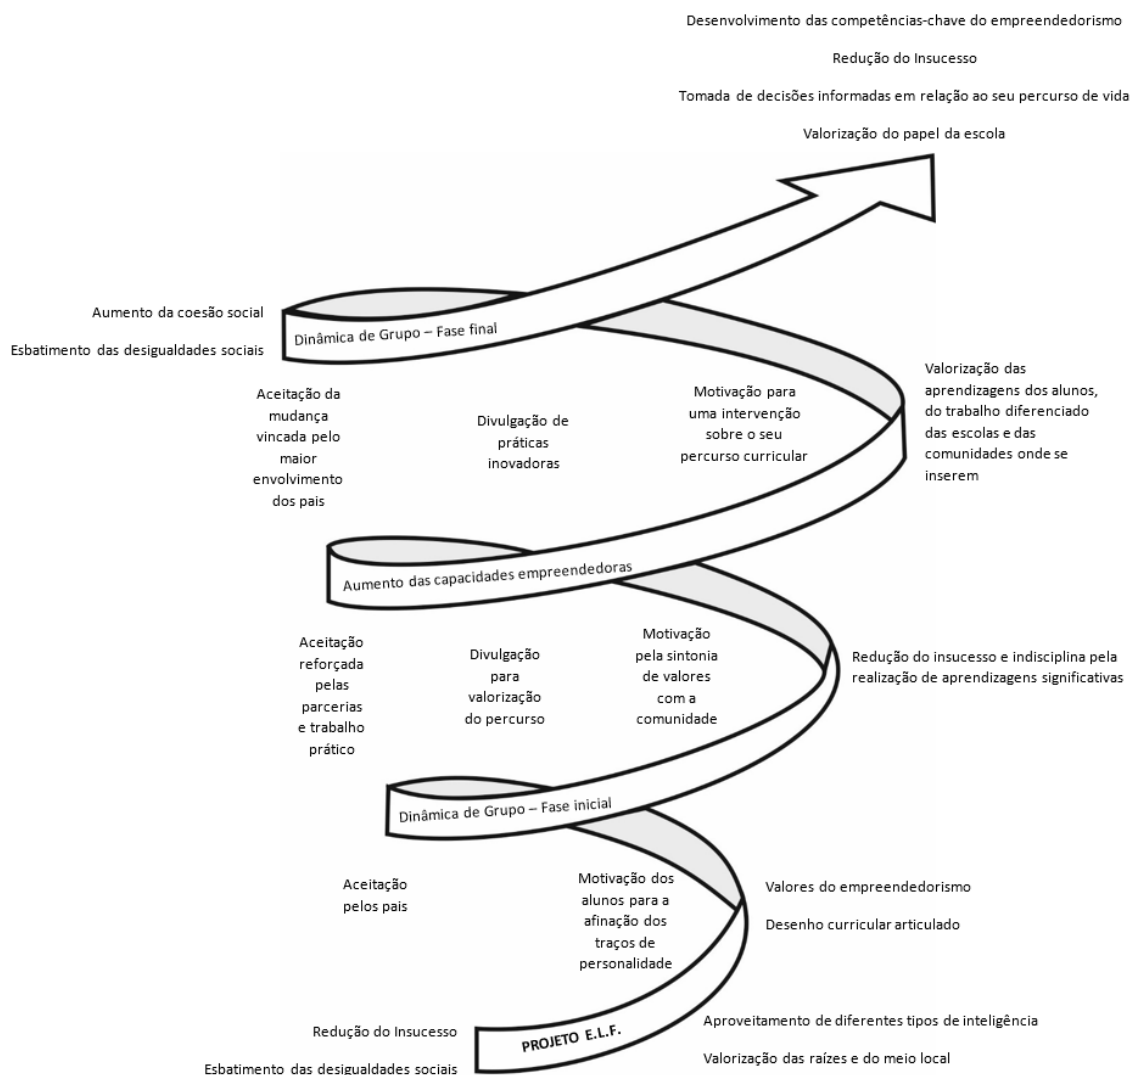 Desenvolvimento das competências-chave do empreendedorismo
Redução do Insucesso
Tomada de decisões informadas em relação ao seu percurso de vida
Valorização do papel da escola
Aumento da coesão social
Esbatimento das desigualdades sociais
Dinâmica de Grupo – Fase final
Aceitação da
mudança
vincada pelo
maior
envolvimento
dos pais
Divulgação de
práticas
inovadoras
Motivação para
uma intervenção
sobre o seu
percurso curricular
Valorização das
aprendizagens dos alunos,
do trabalho diferenciado
das escolas e das
comunidades onde se
inserem
Aumento das capacidades empreendedoras
Aceitação
reforçada
pelas
parcerias
e trabalho
prático
Divulgação
para
valorização
do percurso
Motivação
pela sintonia
de valores
com a
comunidade
Redução do insucesso e indisciplina pela
realização de aprendizagens significativas
Dinâmica de Grupo – Fase inicial
Aceitação
pelos pais
Motivação dos
alunos para a
afinação dos
traços de
personalidade
Valores do empreendedorismo
Desenho curricular articulado
Redução do Insucesso
Esbatimento das desigualdades sociais
PROJETO E.L.F.
Aproveitamento de diferentes tipos de inteligência
Valorização das raízes e do meio local